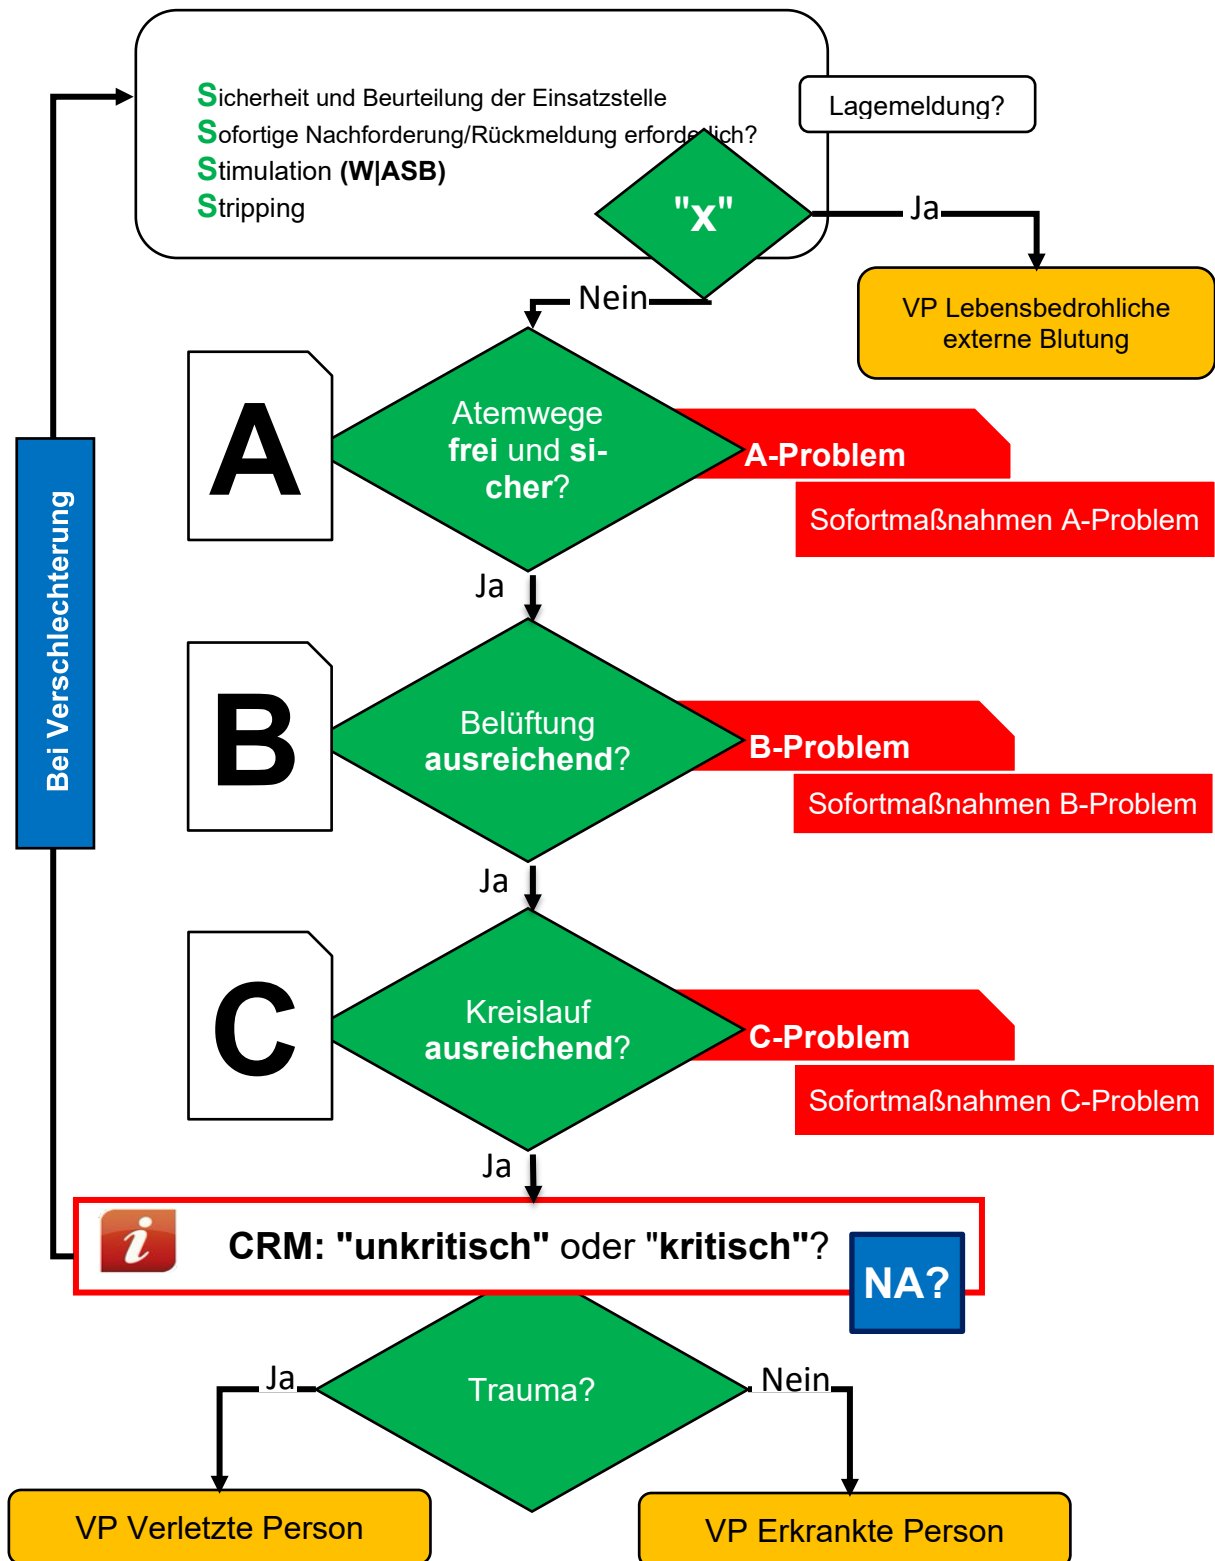 Sicherheit und Beurteilung der Einsatzstelle
Lagemeldung?
Sofortige Nachforderung/Rückmeldung erforderlich?
Stimulation (W|ASB)
Stripping
"x"
Ja
Nein
VP Lebensbedrohliche
externe Blutung
A
Atemwege
frei und si-
cher?
A-Problem
Sofortmaßnahmen A-Problem
Ja
Bei Verschlechterung
B
Belüftung
ausreichend?
B-Problem
Sofortmaßnahmen B-Problem
Ja
C
Kreislauf
ausreichend?
C-Problem
Sofortmaßnahmen C-Problem
Ja
i
CRM: "unkritisch" oder "kritisch"?
NA?
Trauma?
Ja
Nein
VP Verletzte Person
VP Erkrankte Person